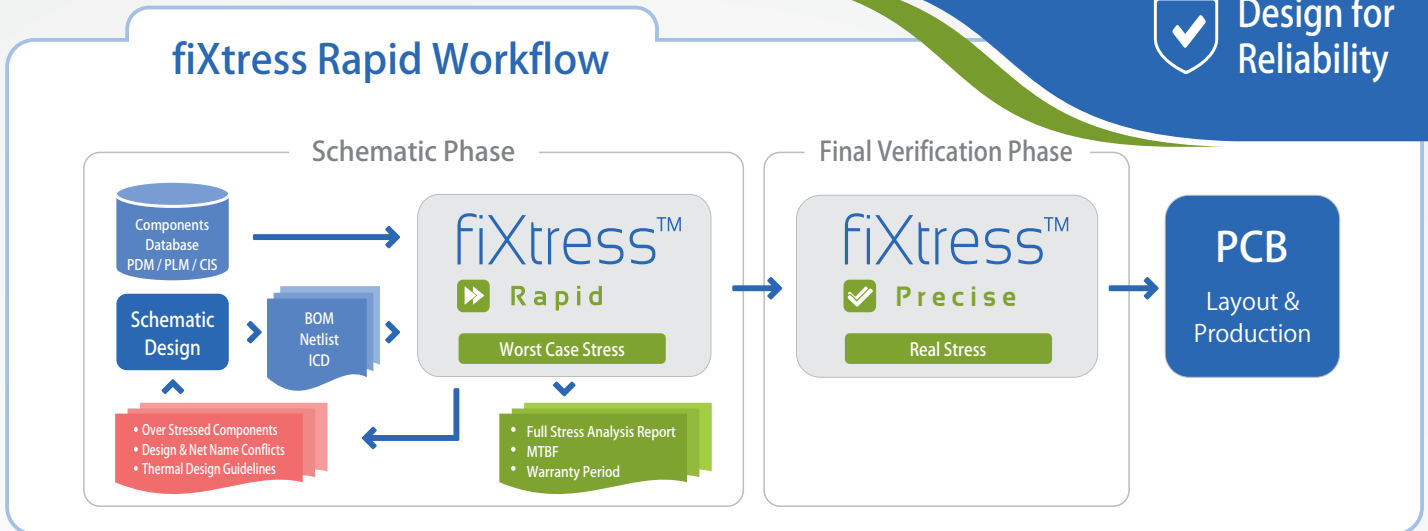 Design for
Reliability
fiXtress Rapid Workflow
Schematic Phase
Final Verification Phase
Components
Database
PDM / PLM / CIS
Schematic
Design
BOM
Netlist
ICD
fiXtress™
Rapid
Worst Case Stress
• Over Stressed Components
• Design & Net Name Conflicts
• Thermal Design Guidelines
• Full Stress Analysis Report
• MTBF
• Warranty Period
fiXtress™
Precise
Real Stress
PCB
Layout &
Production